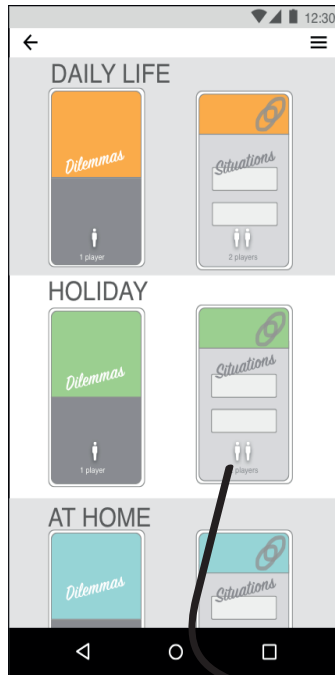 12:30
DAILY LIFE
Dilemmas
1 player
Situations
2 players
HOLIDAY
Dilemmas
1 player
Situations
players
AT HOME
Dilemmas
Situations